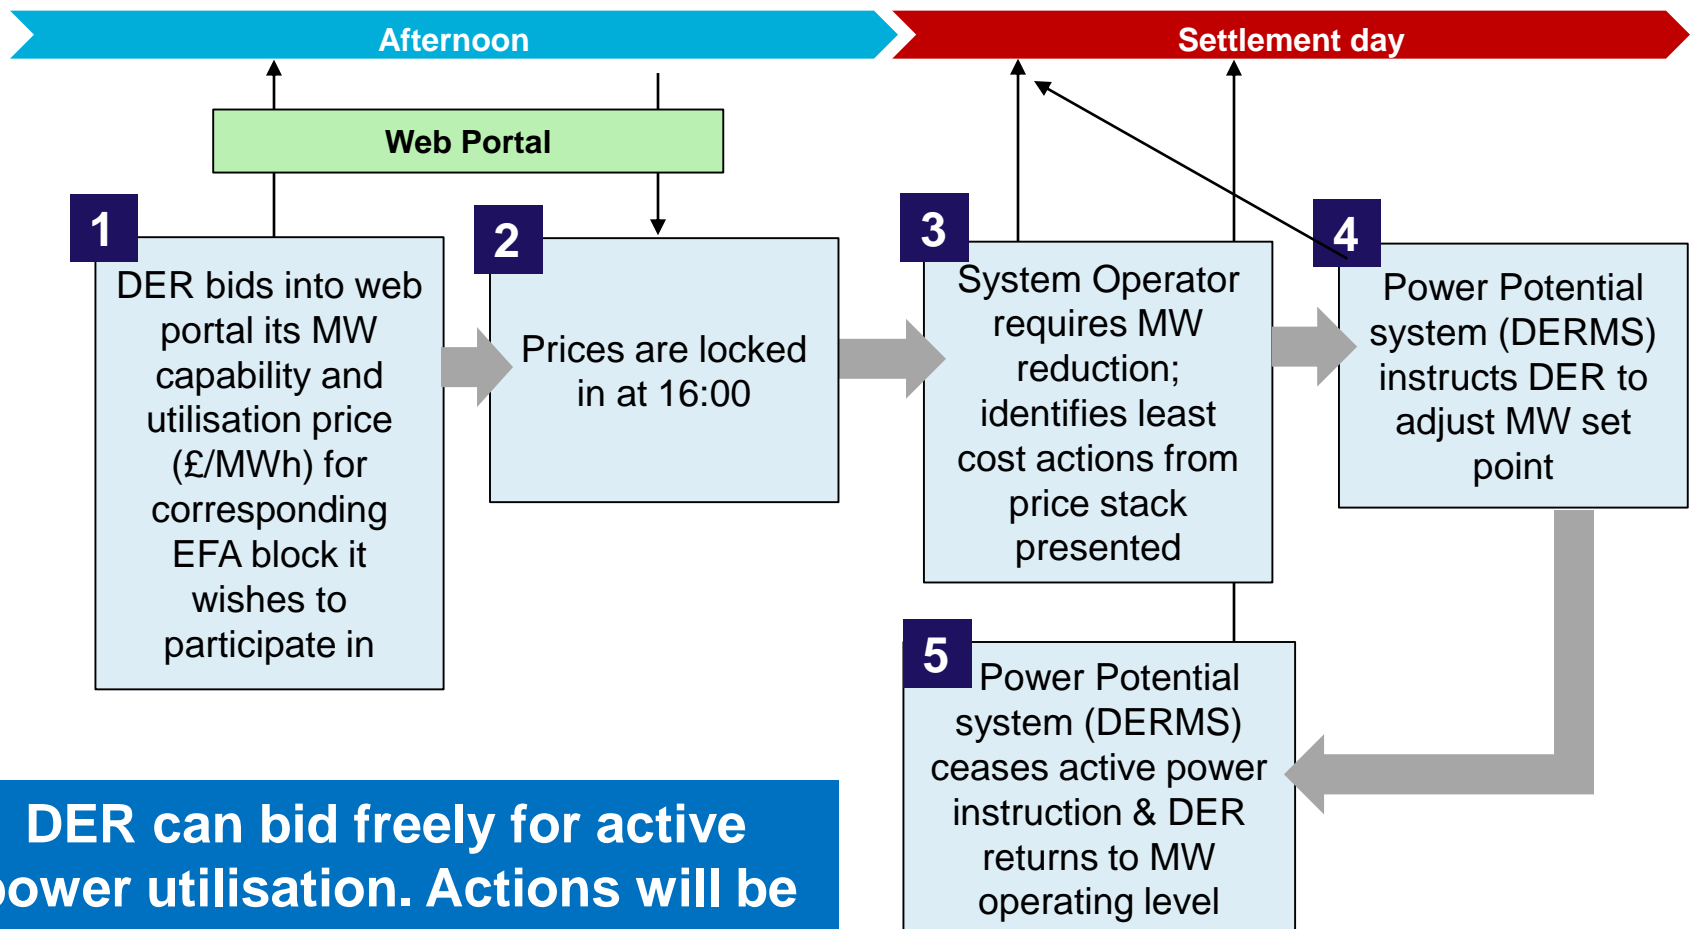 Afternoon
Settlement day
Web Portal
1
DER bids into web
portal its MW
capability and
utilisation price
(£/MWh) for
corresponding
EFA block it
wishes to
participate in
2
Prices are locked
in at 16:00
3
System Operator
requires MW
reduction;
identifies least
cost actions from
price stack
presented
4
Power Potential
system (DERMS)
instructs DER to
adjust MW set
point
5
Power Potential
system (DERMS)
ceases active power
instruction & DER
returns to MW
operating level
DER can bid freely for active
power utilisation. Actions will be